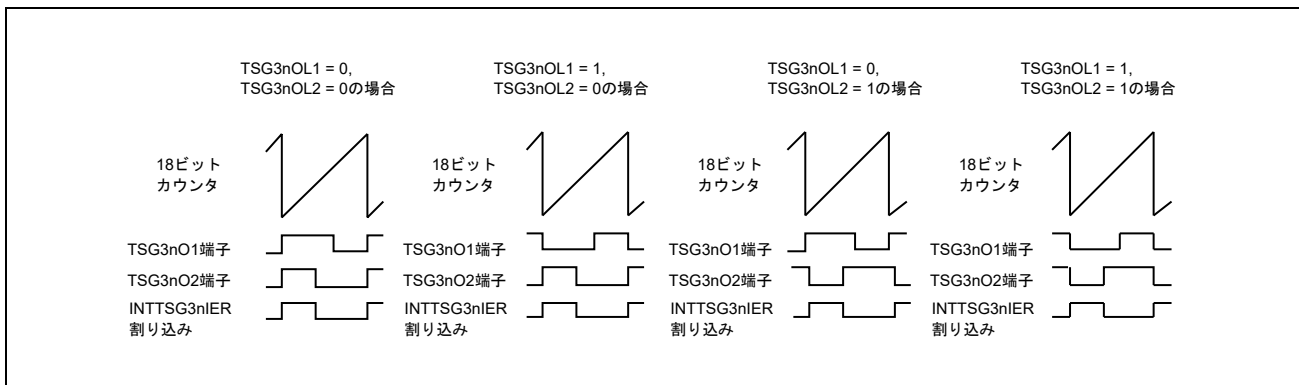 TSG3nOL1 = 0,
TSG3nOL2 = 0の場合
TSG3nOL1 = 1,
TSG3nOL2 = 0の場合
TSG3nOL1 = 0,
TSG3nOL2 = 1の場合
TSG3nOL1 = 1,
TSG3nOL2 = 1の場合
18ビット
カウンタ
18ビット
カウンタ
18ビット
カウンタ
18ビット
カウンタ
TSG3nO1端子
TSG3nO1端子
TSG3nO1端子
TSG3nO1端子
TSG3nO2端子
TSG3nO2端子
TSG3nO2端子
TSG3nO2端子
INTTSG3nIER
割り込み
INTTSG3nIER
割り込み
INTTSG3nIER
割り込み
INTTSG3nIER
割り込み